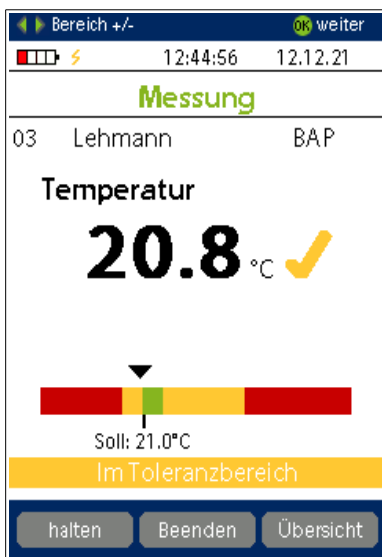 Bereich +/- OK weiter
12:44:56 12.12.21
Messung
03 Lehmann BAP
Temperatur
20.8 °C
Soll: 21.0°C
Im Toleranzbereich
halten Beenden Übersicht